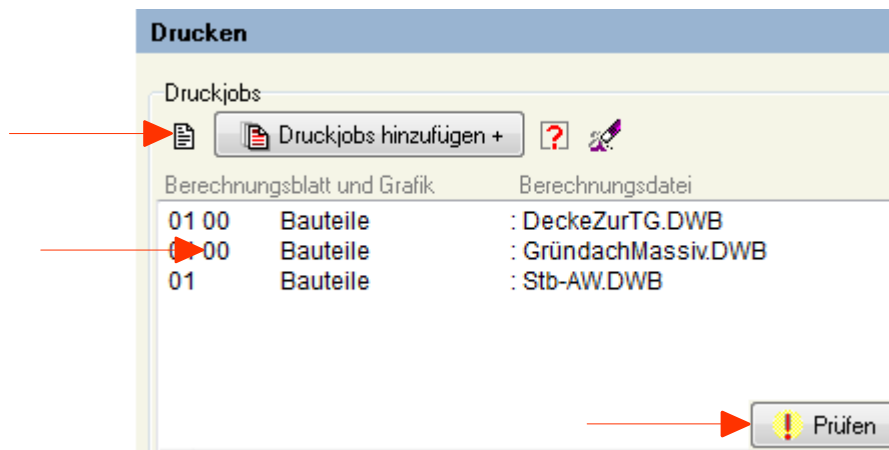 Drucken
Druckjobs
Druckjobs hinzufügen +
Berechnungsblatt und Grafik Berechnungsdatei
01 00 Bauteile : DeckeZurTG.DWB
01 00 Bauteile : GründachMassiv.DWB
01 Bauteile : Stb-AW.DWB
Prüfen